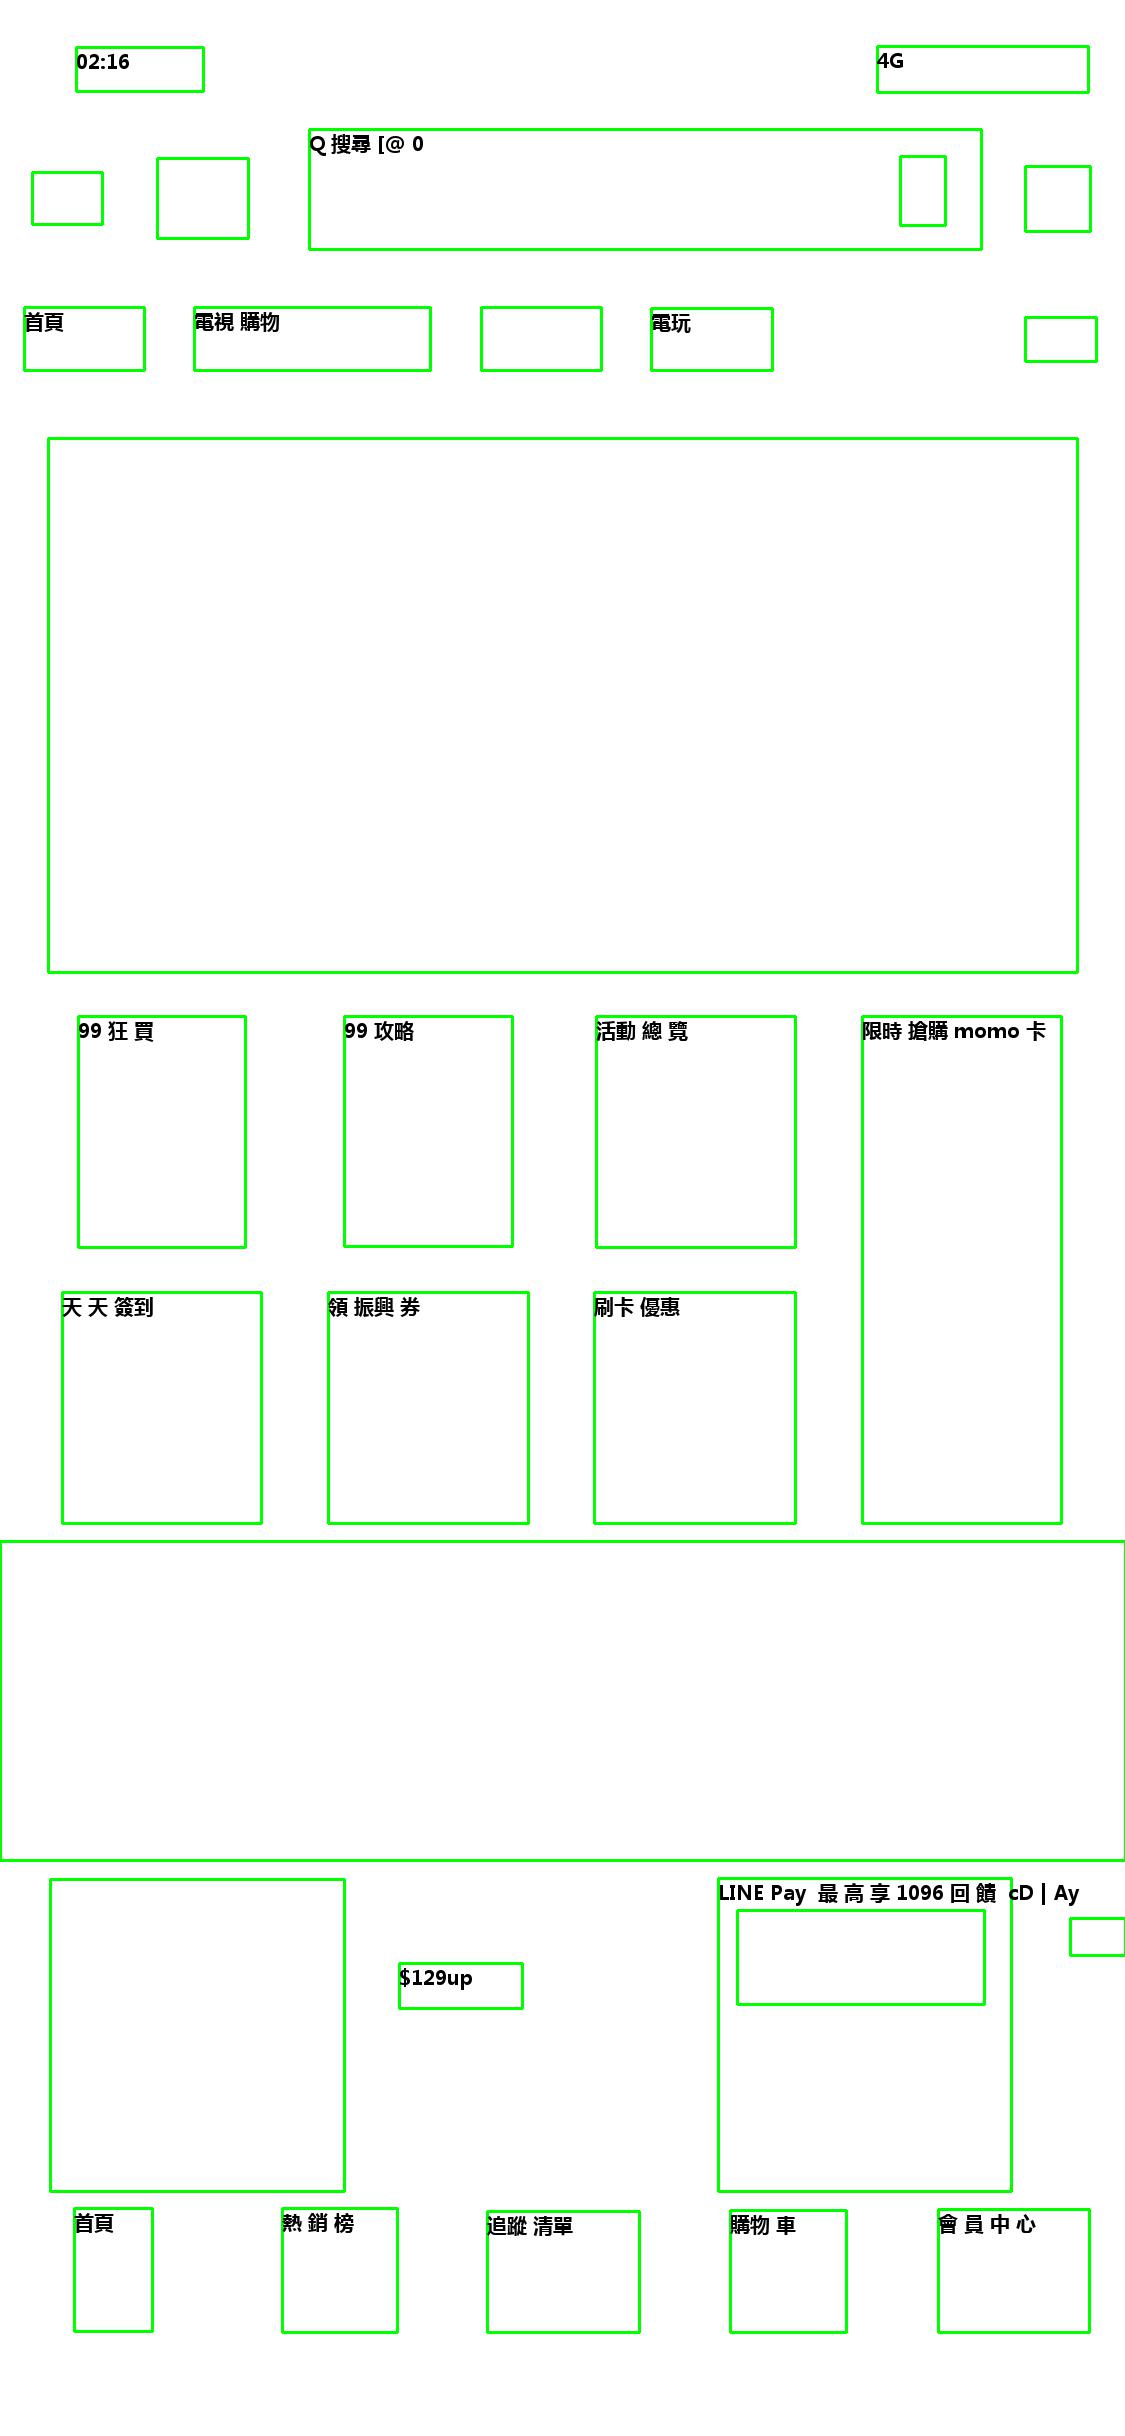 02:16
4G
Q 搜尋 [@ 0
首頁
電視 購物
電玩
99 狂 買
99 攻略
活動 總 覽
限時 搶購 momo 卡
天 天 簽到
領 振興 券
刷卡 優惠
LINE Pay 最 高 享 1096 回 饋 cD | Ay
$129up
首頁
熱 銷 榜
追蹤 清單
購物 車
會 員 中 心